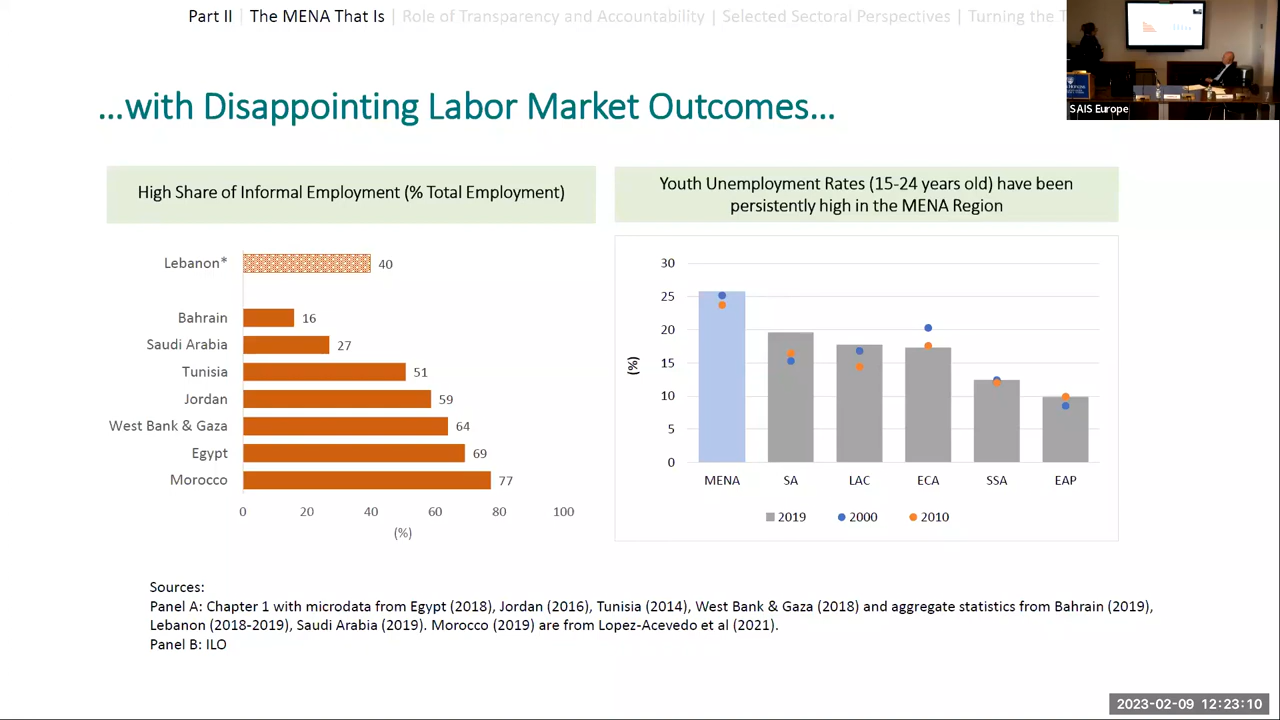 Part II | The MENA That Is | Role of Transparency and Accountability | Selected Sectoral Perspectives | Turning the
SAIS Europe
…with Disappointing Labor Market Outcomes…
High Share of Informal Employment (% Total Employment)
Lebanon* 40
Bahrain 16
Saudi Arabia 27
Tunisia 51
Jordan 59
West Bank & Gaza 64
Egypt 69
Morocco 77
0 20 40 60 80 100
(%)
Youth Unemployment Rates (15-24 years old) have been
persistently high in the MENA Region
30
25
20
15
10
5
0
(%)
MENA SA LAC ECA SSA EAP
2019 2000 2010
Sources:
Panel A: Chapter 1 with microdata from Egypt (2018), Jordan (2016), Tunisia (2014), West Bank & Gaza (2018) and aggregate statistics from Bahrain (2019),
Lebanon (2018-2019), Saudi Arabia (2019). Morocco (2019) are from Lopez-Acevedo et al (2021).
Panel B: ILO
2023-02-09 12:23:10